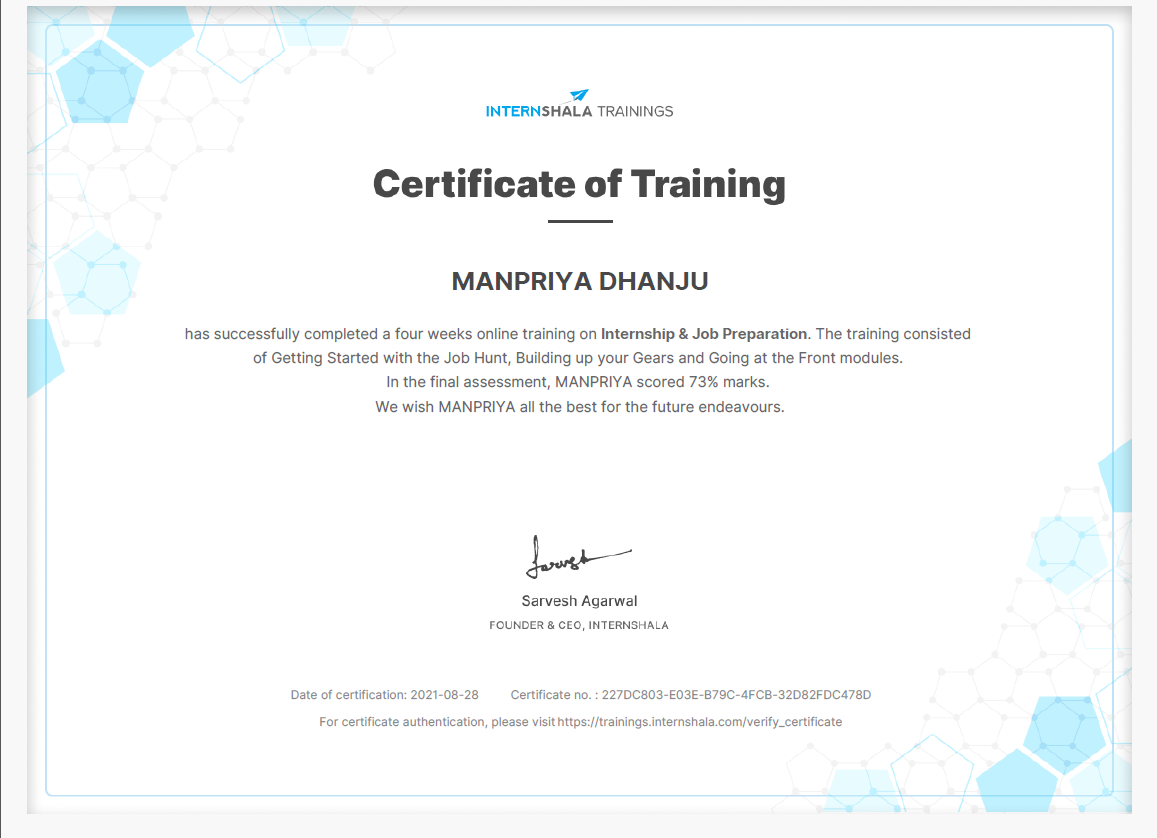 INTERNSHALA TRAININGS
Certificate of Training
MANPRIYA DHANJU
has successfully completed a four weeks online training on Internship & Job Preparation. The training consisted
of Getting Started with the Job Hunt, Building up your Gears and Going at the Front modules.
In the final assessment, MANPRIYA scored 73% marks.
We wish MANPRIYA all the best for the future endeavours.
Sarvesh Agarwal
FOUNDER & CEO, INTERNSHALA
Date of certification: 2021-08-28 Certificate no. : 227DC803-E03E-B79C-4FCB-32D82FDC478D
For certificate authentication, please visit https://trainings.internshala.com/verify_certificate